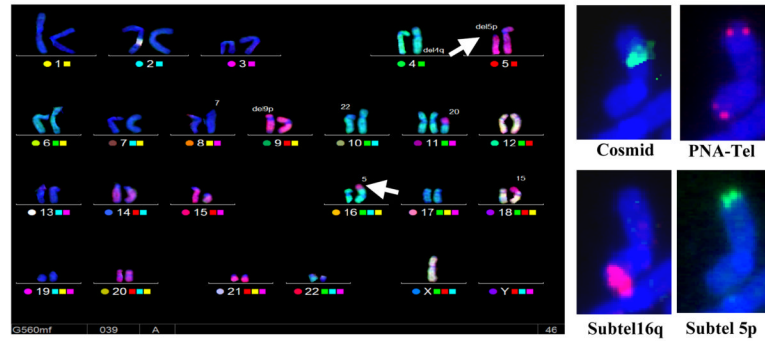 del5p
del4q
1 2 3 4 5
7 del9p 22 20
6 7 8 9 10 11 12
5 15
13 14 15 16 17 18
19 20 21 22 X Y
G560mf 039 A 46
Cosmid PNA-Tel
Subtel16q Subtel 5p